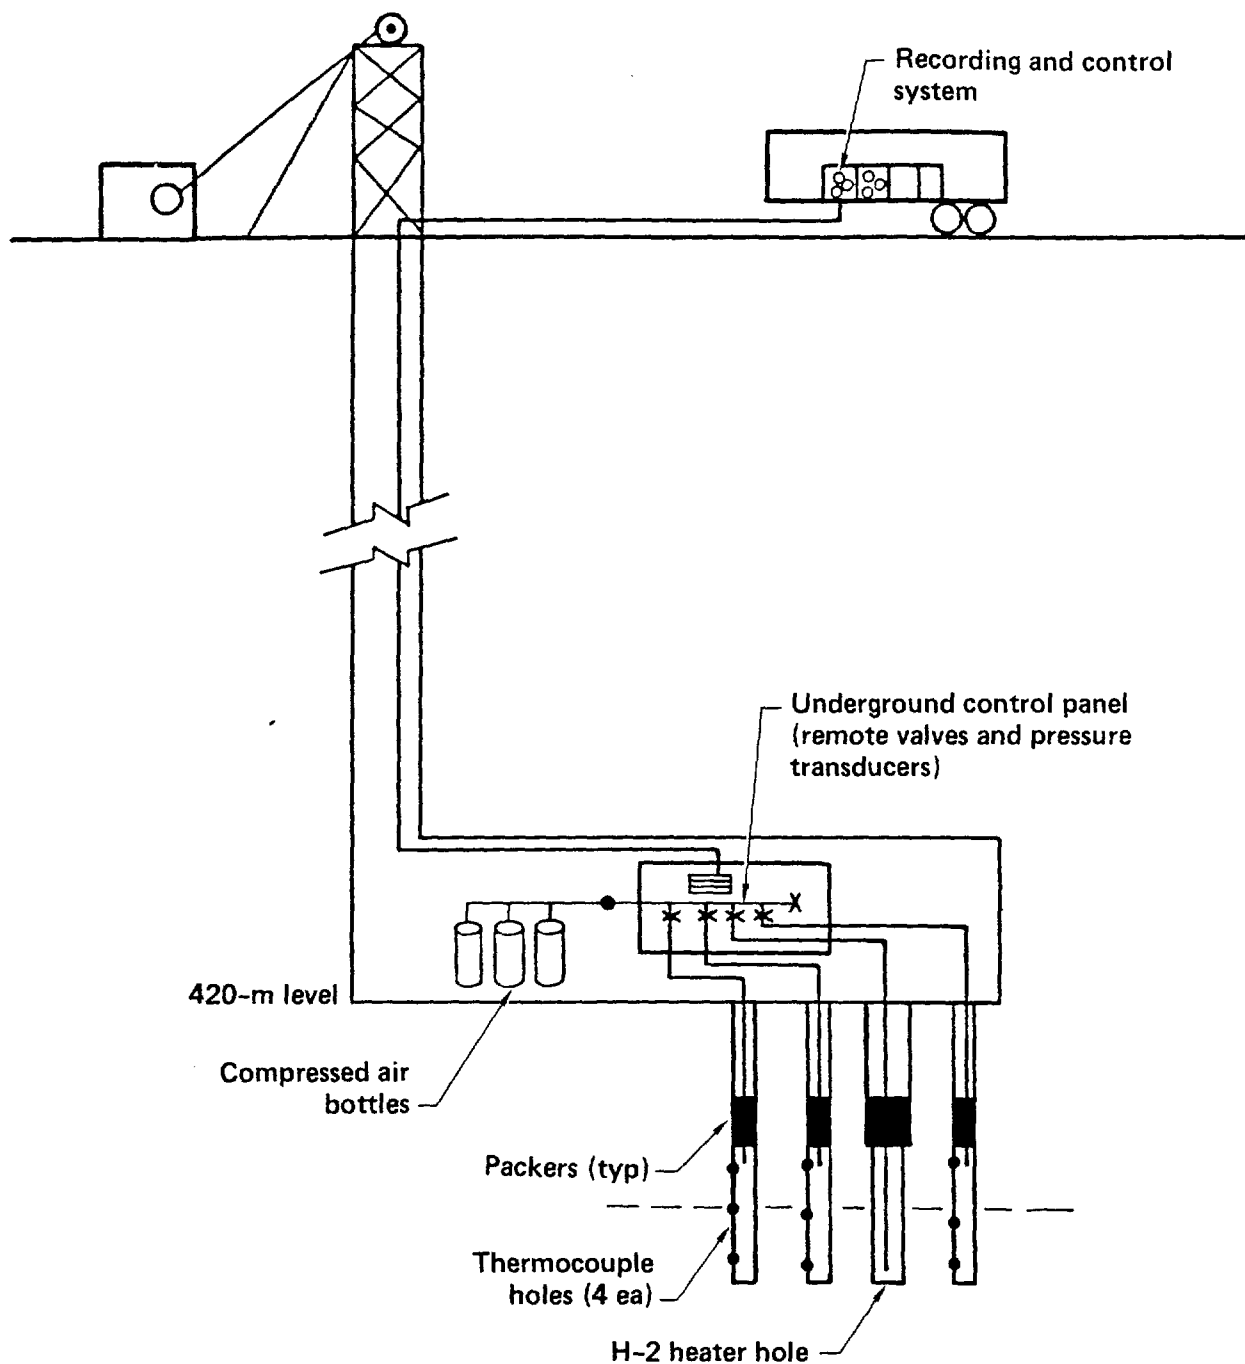 Recording and control
system
Underground control panel
(remote valves and pressure
transducers)
420-m level
Compressed air
bottles
Packers (typ)
Thermocouple
holes (4 ea)
H-2 heater hole